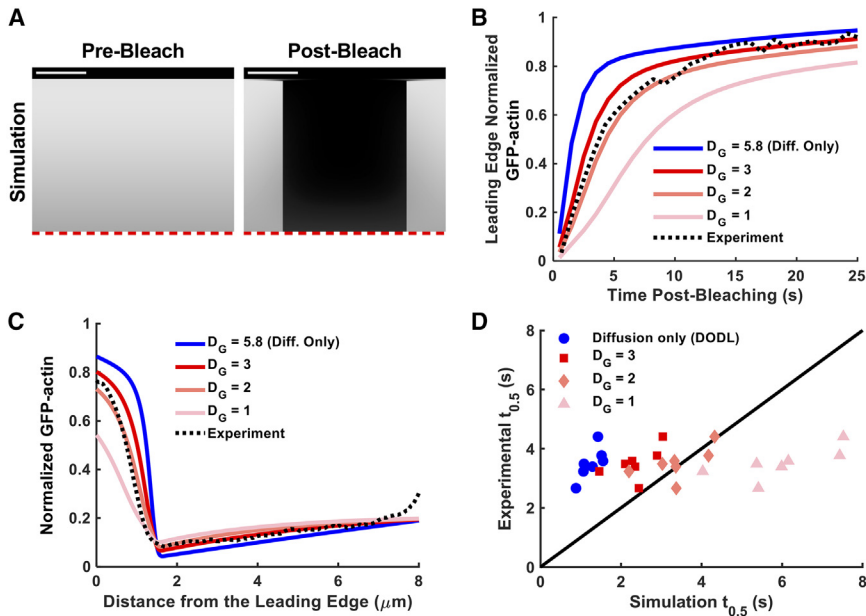 A
Pre-Bleach
Post-Bleach
Simulation
B
Leading Edge Normalized
GFP-actin
1
0.8
0.6
0.4
0.2
0
D_G = 5.8 (Diff. Only)
D_G = 3
D_G = 2
D_G = 1
Experiment
0 5 10 15 20 25
Time Post-Bleaching (s)
C
Normalized GFP-actin
1
0.8
0.6
0.4
0.2
0
D_G = 5.8 (Diff. Only)
D_G = 3
D_G = 2
D_G = 1
Experiment
0 2 4 6 8
Distance from the Leading Edge (μm)
D
Experimental t_0.5 (s)
8
6
4
2
0
Diffusion only (DODL)
D_G = 3
D_G = 2
D_G = 1
0 2 4 6 8
Simulation t_0.5 (s)